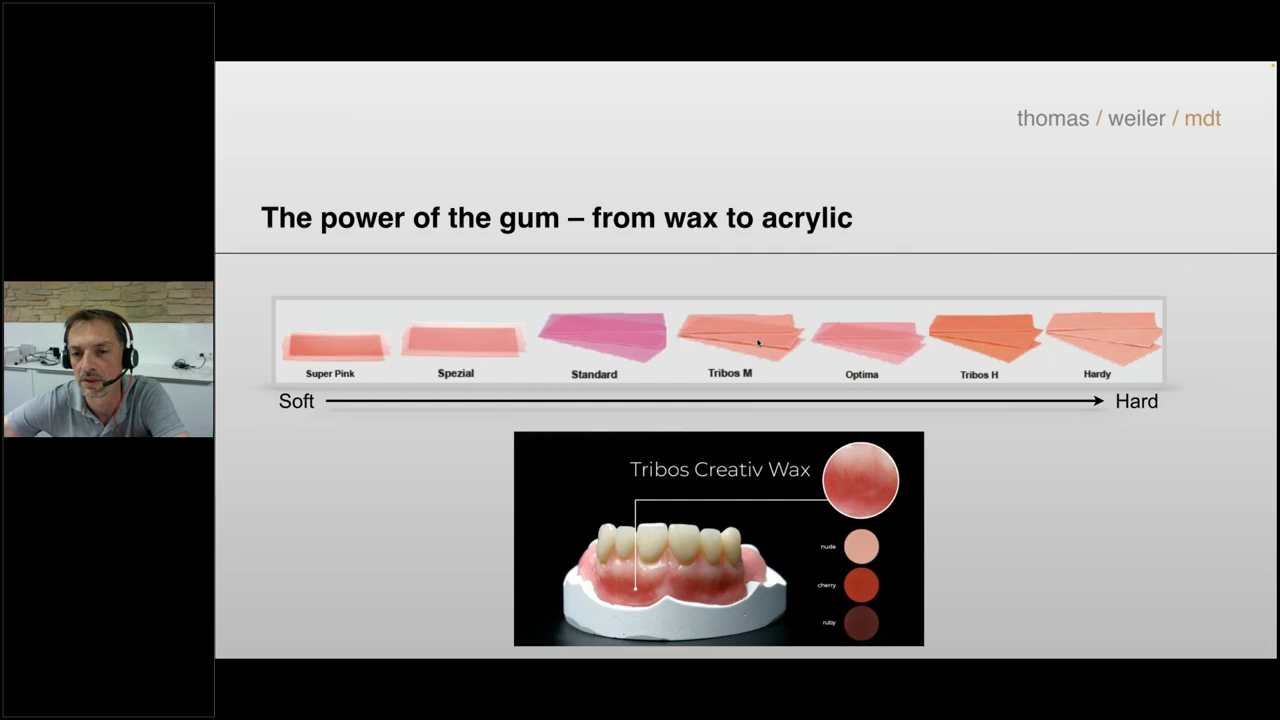 thomas / weiler / mdt
The power of the gum – from wax to acrylic
Super Pink
Spezial
Standard
Tribos M
Optima
Tribos H
Hardy
Soft
Hard
Tribos Creativ Wax
nude
cherry
ruby